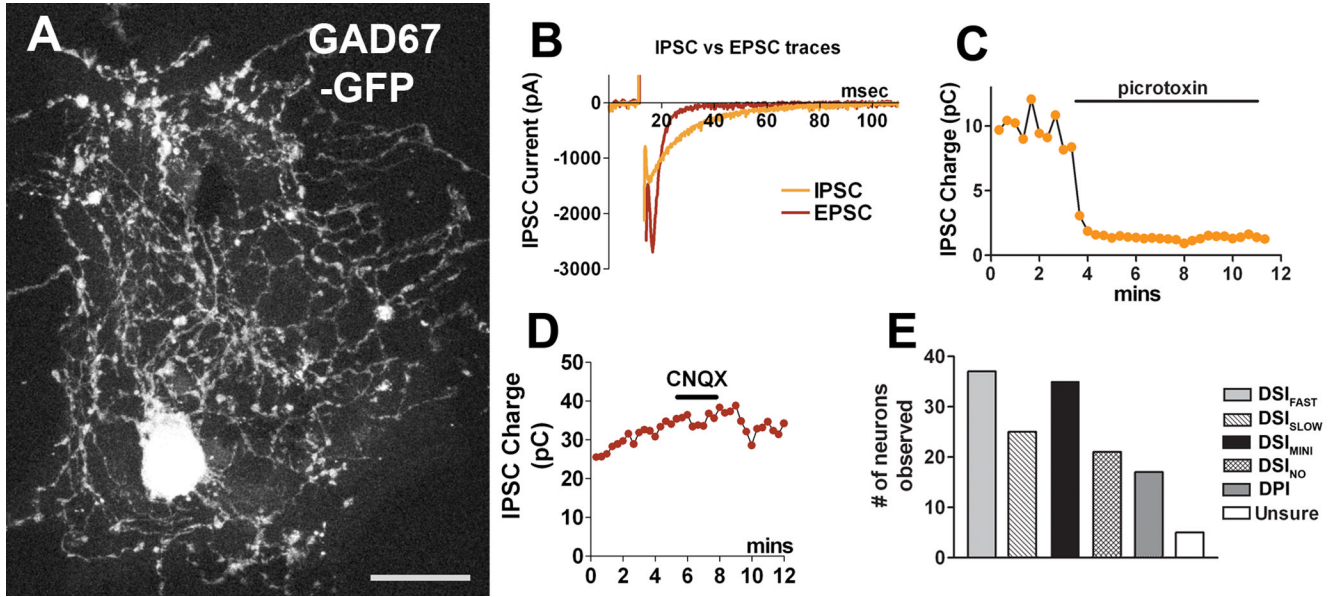 A
GAD67
-GFP
B
IPSC vs EPSC traces
IPSC Current (pA)
0
-1000
-2000
-3000
msec
20 40 60 80 100
IPSC
EPSC
C
IPSC Charge (pC)
10
5
0
picrotoxin
0 2 4 6 8 10 12
mins
D
IPSC Charge
(pC)
50
40
30
20
10
0
CNQX
mins
0 2 4 6 8 10 12
E
# of neurons
observed
40
30
20
10
0
DSIFAST
DSISLOW
DSIMINI
DSINO
DPI
Unsure